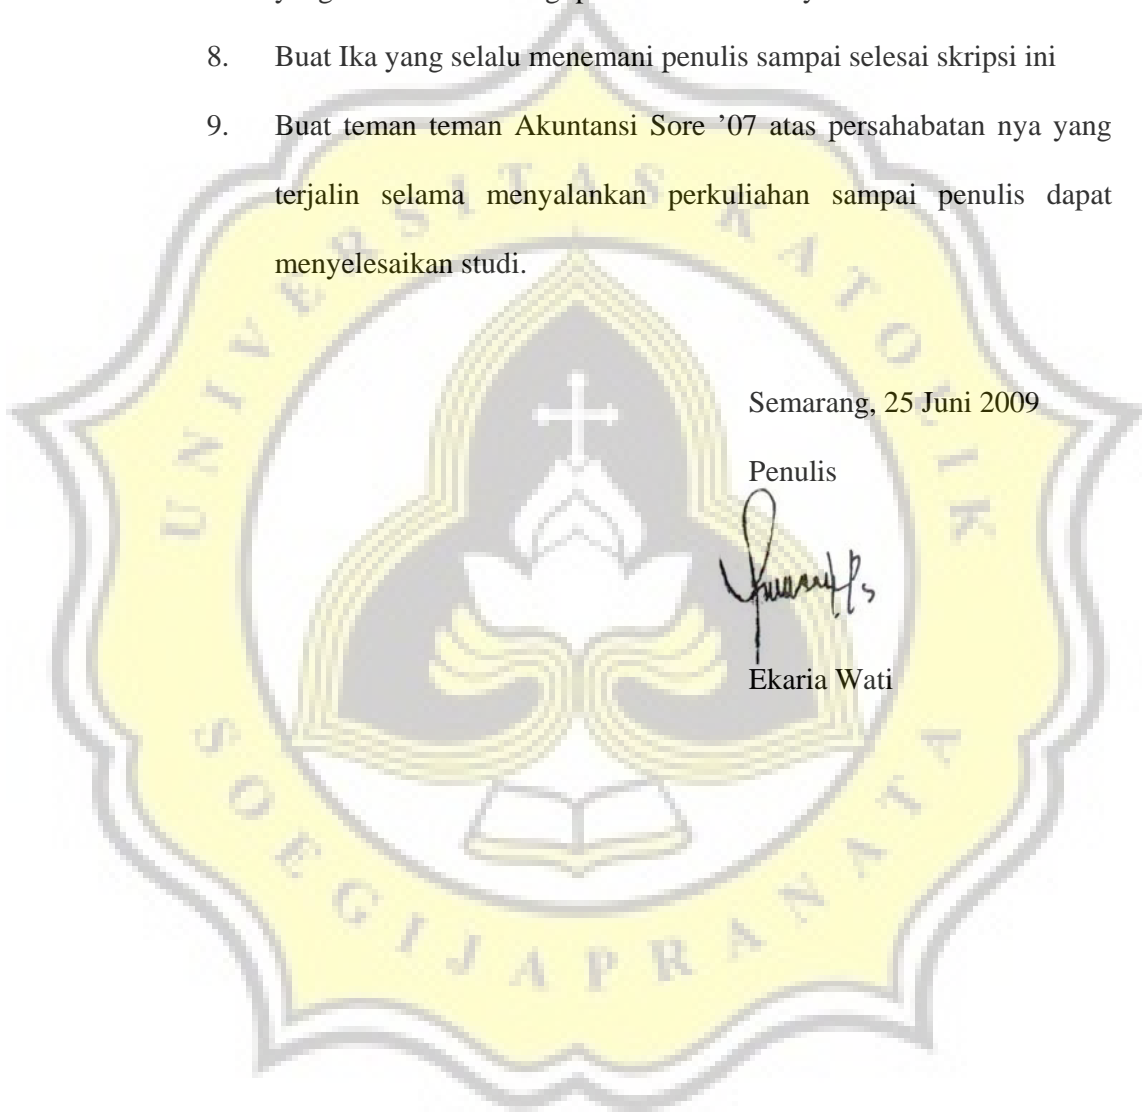 8. Buat Ika yang selalu menemani penulis sampai selesai skripsi ini
9. Buat teman teman Akuntansi Sore ’07 atas persahabatan nya yang
terjalin selama menyalankan perkuliahan sampai penulis dapat
menyelesaikan studi.
Semarang, 25 Juni 2009
Penulis
Ekaria Wati
UNIVERSITAS KATOLIK
SOEGIJAPRANATA